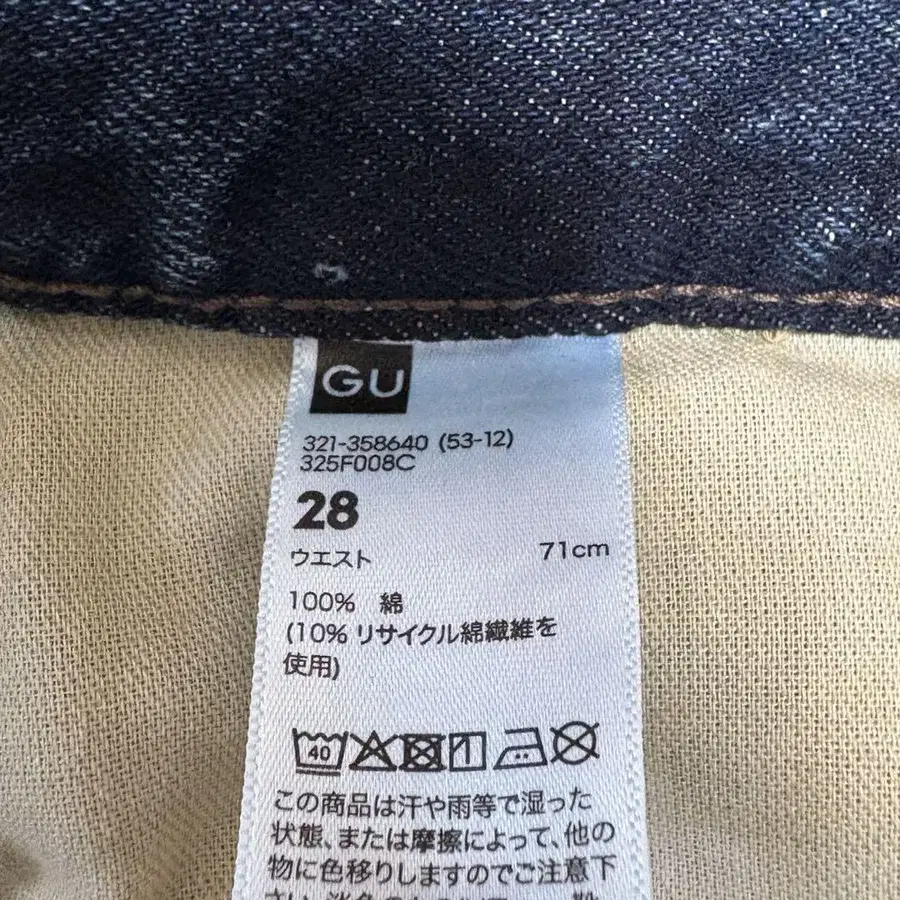 GU
321-358640 (53-12)
325F008C
28
ウエスト 71cm
100% 綿
(10% リサイクル綿繊維を
使用)
40
この商品は汗や雨等で湿った
状態、または摩擦によって、他の
物に色移りしますのでご注意下